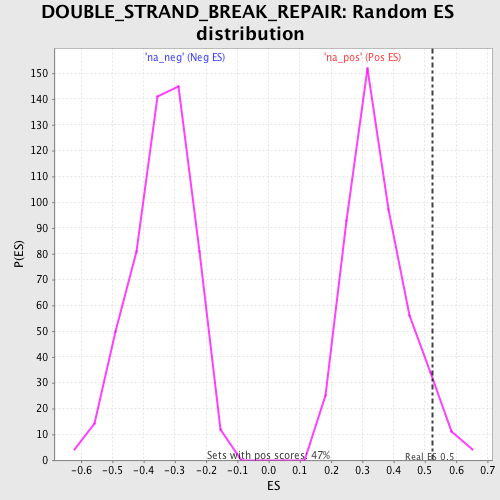 DOUBLE_STRAND_BREAK_REPAIR: Random ES
distribution
'na_neg' (Neg ES) 'na_pos' (Pos ES)
150
140
130
120
110
100
90
80
70
60
50
40
30
20
10
0
P(ES)
Sets with pos scores: 47%
Real ES 0.5
-0.6 -0.5 -0.4 -0.3 -0.2 -0.1 0.0 0.1 0.2 0.3 0.4 0.5 0.6 0.7
ES